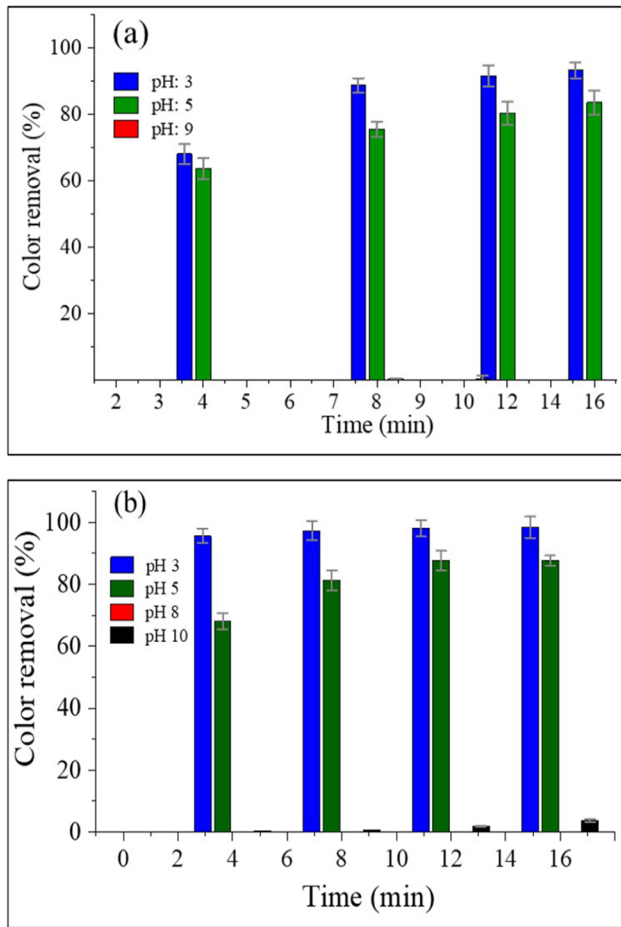 (a)
100
80
60
40
20
Color removal (%)
pH: 3
pH: 5
pH: 9
2 3 4 5 6 7 8 9 10 12 14 16
Time (min)
(b)
100
80
60
40
20
0
Color removal (%)
pH 3
pH 5
pH 8
pH 10
0 2 4 6 8 10 12 14 16
Time (min)